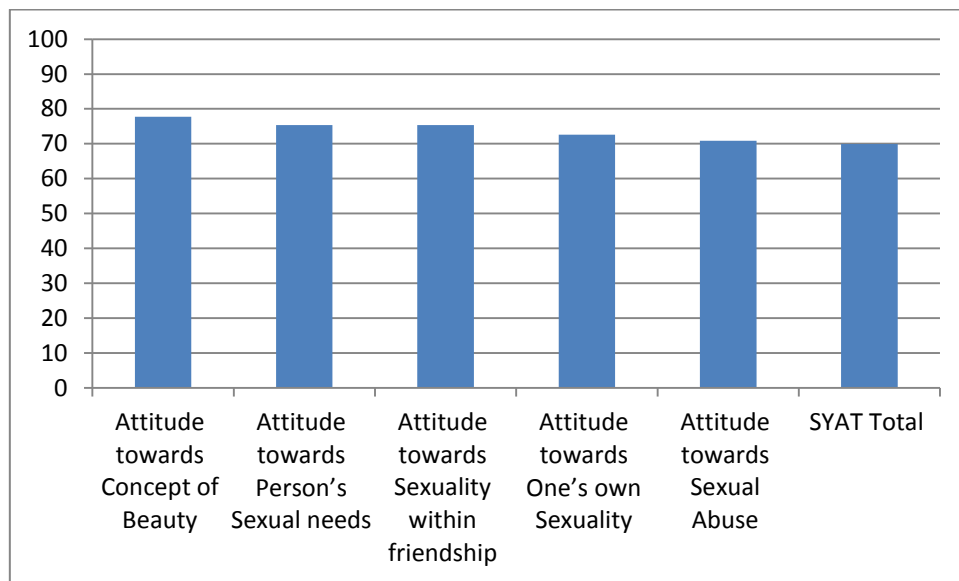 100
90
80
70
60
50
40
30
20
10
0
Attitude
towards
Concept of
Beauty
Attitude
towards
Person’s
Sexual needs
Attitude
towards
Sexuality
within
friendship
Attitude
towards
One’s own
Sexuality
Attitude
towards
Sexual
Abuse
SYAT Total